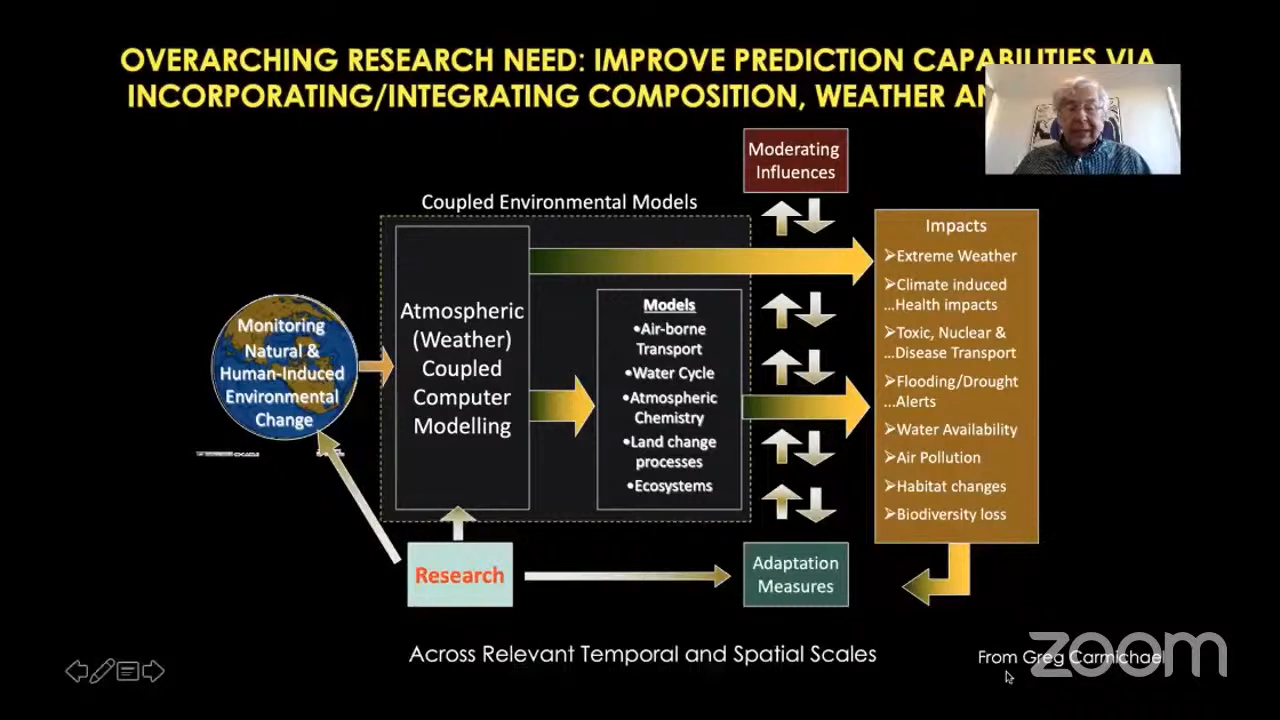 OVERARCHING RESEARCH NEED: IMPROVE PREDICTION CAPABILITIES VIA
INCORPORATING/INTEGRATING COMPOSITION, WEATHER
Moderating
Influences
Coupled Environmental Models
Impacts
➢Extreme Weather
➢Climate induced
...Health impacts
➢Toxic, Nuclear &
...Disease Transport
➢Flooding/Drought
...Alerts
➢Water Availability
➢Air Pollution
➢Habitat changes
➢Biodiversity loss
Atmospheric
(Weather)
Coupled
Computer
Modelling
Models
•Air-borne
Transport
•Water Cycle
•Atmospheric
Chemistry
•Land change
processes
•Ecosystems
Monitoring
Natural &
Human-Induced
Environmental
Change
Research
Adaptation
Measures
Across Relevant Temporal and Spatial Scales
From Greg Carmichael
zoom